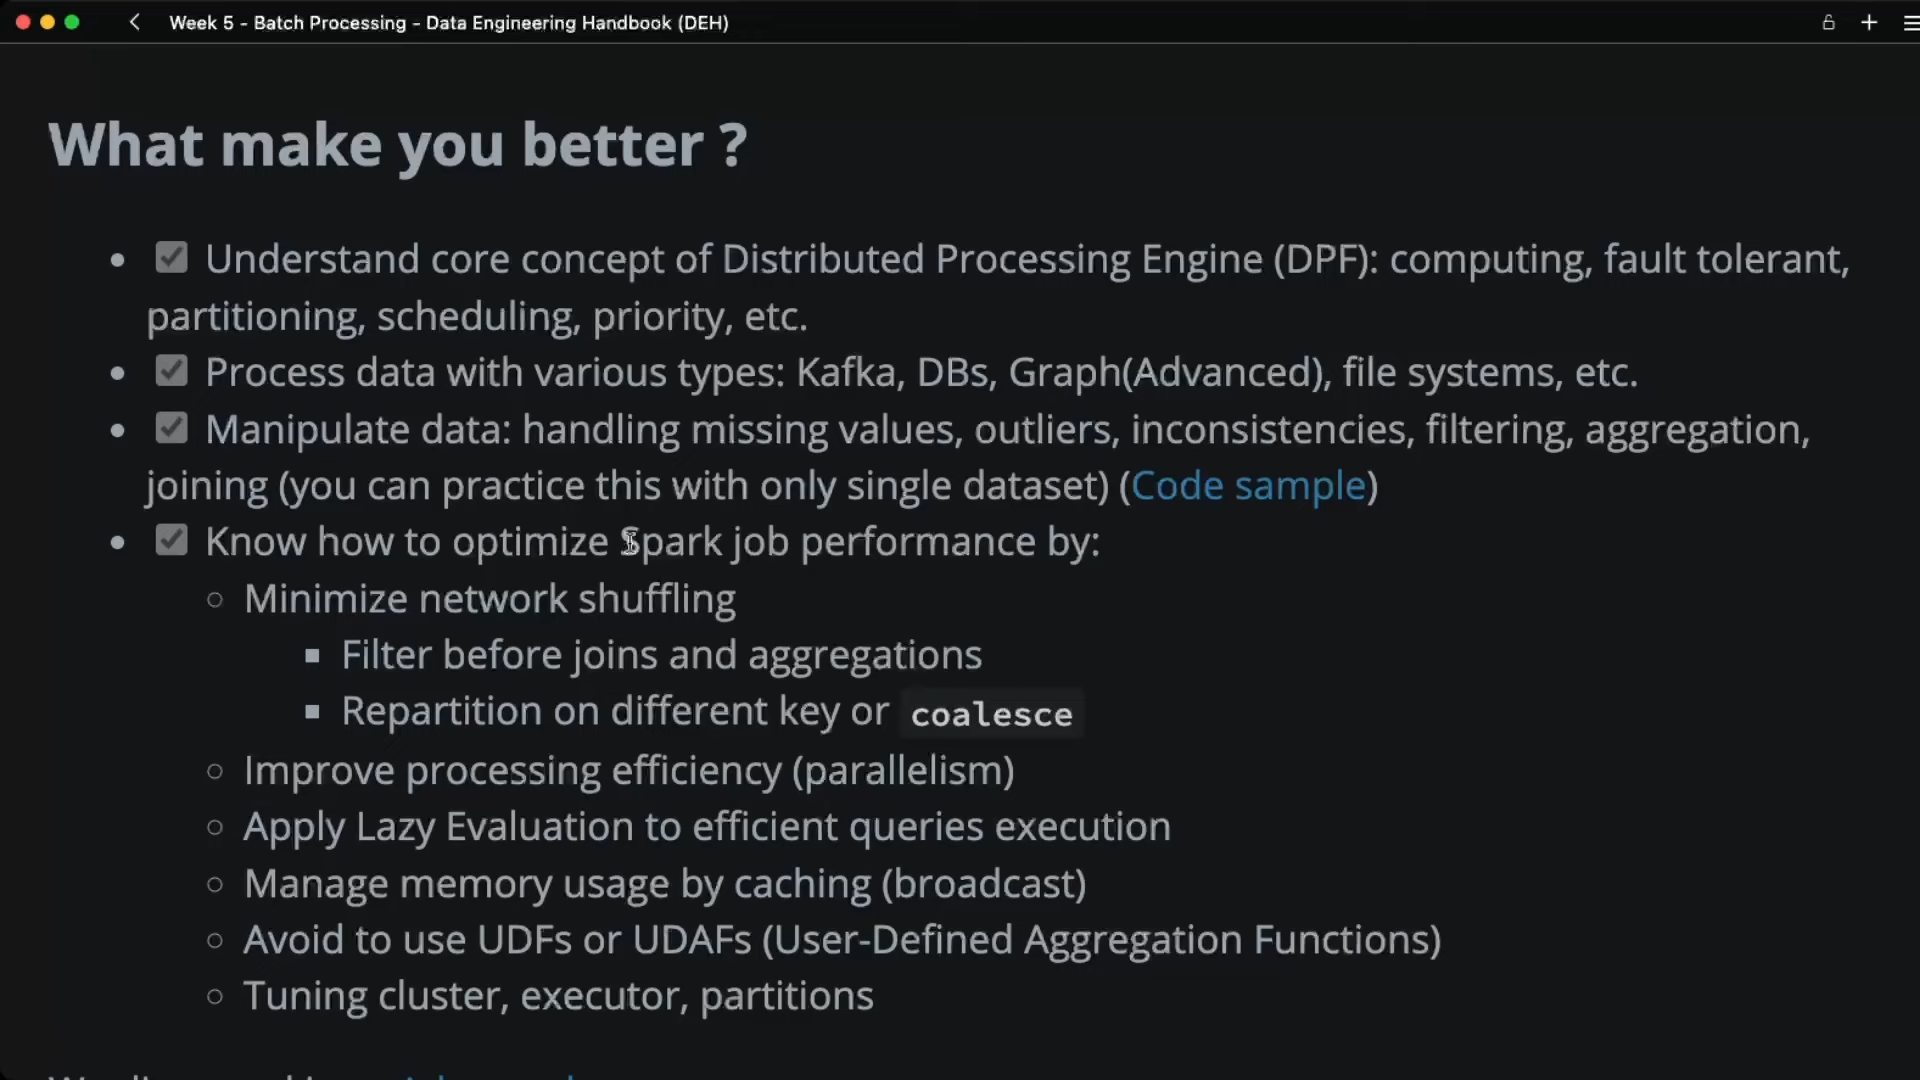 Week 5 - Batch Processing - Data Engineering Handbook (DEH)
What make you better ?
Understand core concept of Distributed Processing Engine (DPF): computing, fault tolerant,
partitioning, scheduling, priority, etc.
Process data with various types: Kafka, DBs, Graph(Advanced), file systems, etc.
Manipulate data: handling missing values, outliers, inconsistencies, filtering, aggregation,
joining (you can practice this with only single dataset) (Code sample)
Know how to optimize Spark job performance by:
Minimize network shuffling
Filter before joins and aggregations
Repartition on different key or coalesce
Improve processing efficiency (parallelism)
Apply Lazy Evaluation to efficient queries execution
Manage memory usage by caching (broadcast)
Avoid to use UDFs or UDAFs (User-Defined Aggregation Functions)
Tuning cluster, executor, partitions